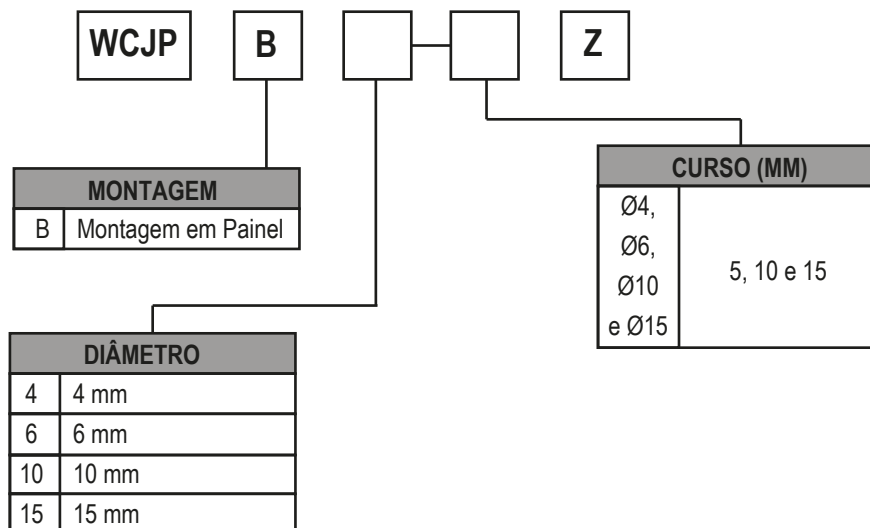 WCJP B - Z
MONTAGEM
B Montagem em Painel
DIÂMETRO
4 4 mm
6 6 mm
10 10 mm
15 15 mm
CURSO (MM)
Ø4,
Ø6,
Ø10
e Ø15
5, 10 e 15